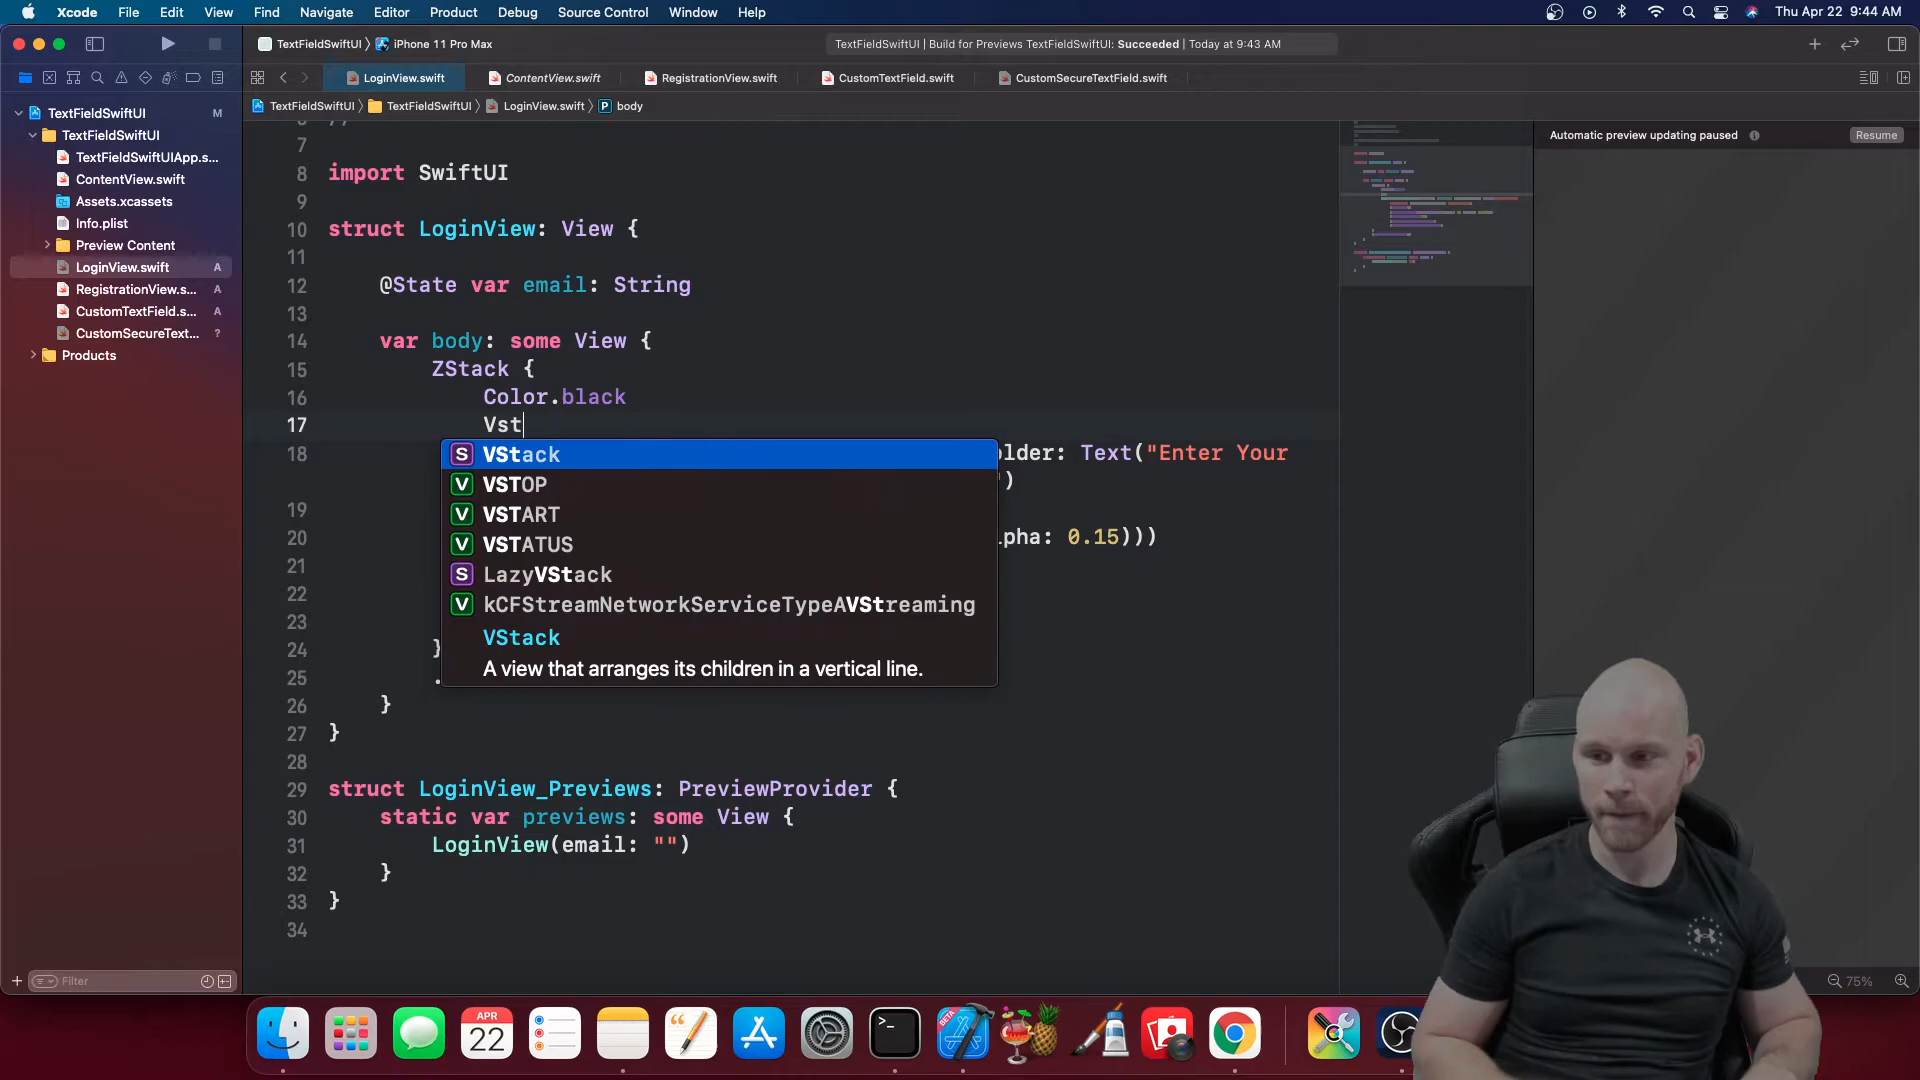 Xcode File Edit View Find Navigate Editor Product Debug Source Control Window Help Thu Apr 22 9:44 AM
TextFieldSwiftUI iPhone 11 Pro Max TextFieldSwiftUI | Build for Previews TextFieldSwiftUI: Succeeded | Today at 9:43 AM
LoginView.swift ContentView.swift RegistrationView.swift CustomTextField.swift CustomSecureTextField.swift
TextFieldSwiftUI TextFieldSwiftUI LoginView.swift P body
TextFieldSwiftUI M
TextFieldSwiftUI
TextFieldSwiftUIApp.s...
ContentView.swift
Assets.xcassets
Info.plist
Preview Content
LoginView.swift A
RegistrationView.s... A
CustomTextField.s... A
CustomSecureText... ?
Products
Filter
7
8 import SwiftUI
9
10 struct LoginView: View {
11
12 @State var email: String
13
14 var body: some View {
15 ZStack {
16 Color.black
17 Vst
18 lder: Text("Enter Your
")
19
20 pha: 0.15)))
21
22
23
24 }
25 .
26 }
27 }
28
29 struct LoginView_Previews: PreviewProvider {
30 static var previews: some View {
31 LoginView(email: "")
32 }
33 }
34
S VStack
V VSTOP
V VSTART
V VSTATUS
S LazyVStack
V kCFStreamNetworkServiceTypeAVStreaming
VStack
A view that arranges its children in a vertical line.
Automatic preview updating paused Resume
75%
APR
22
BETA